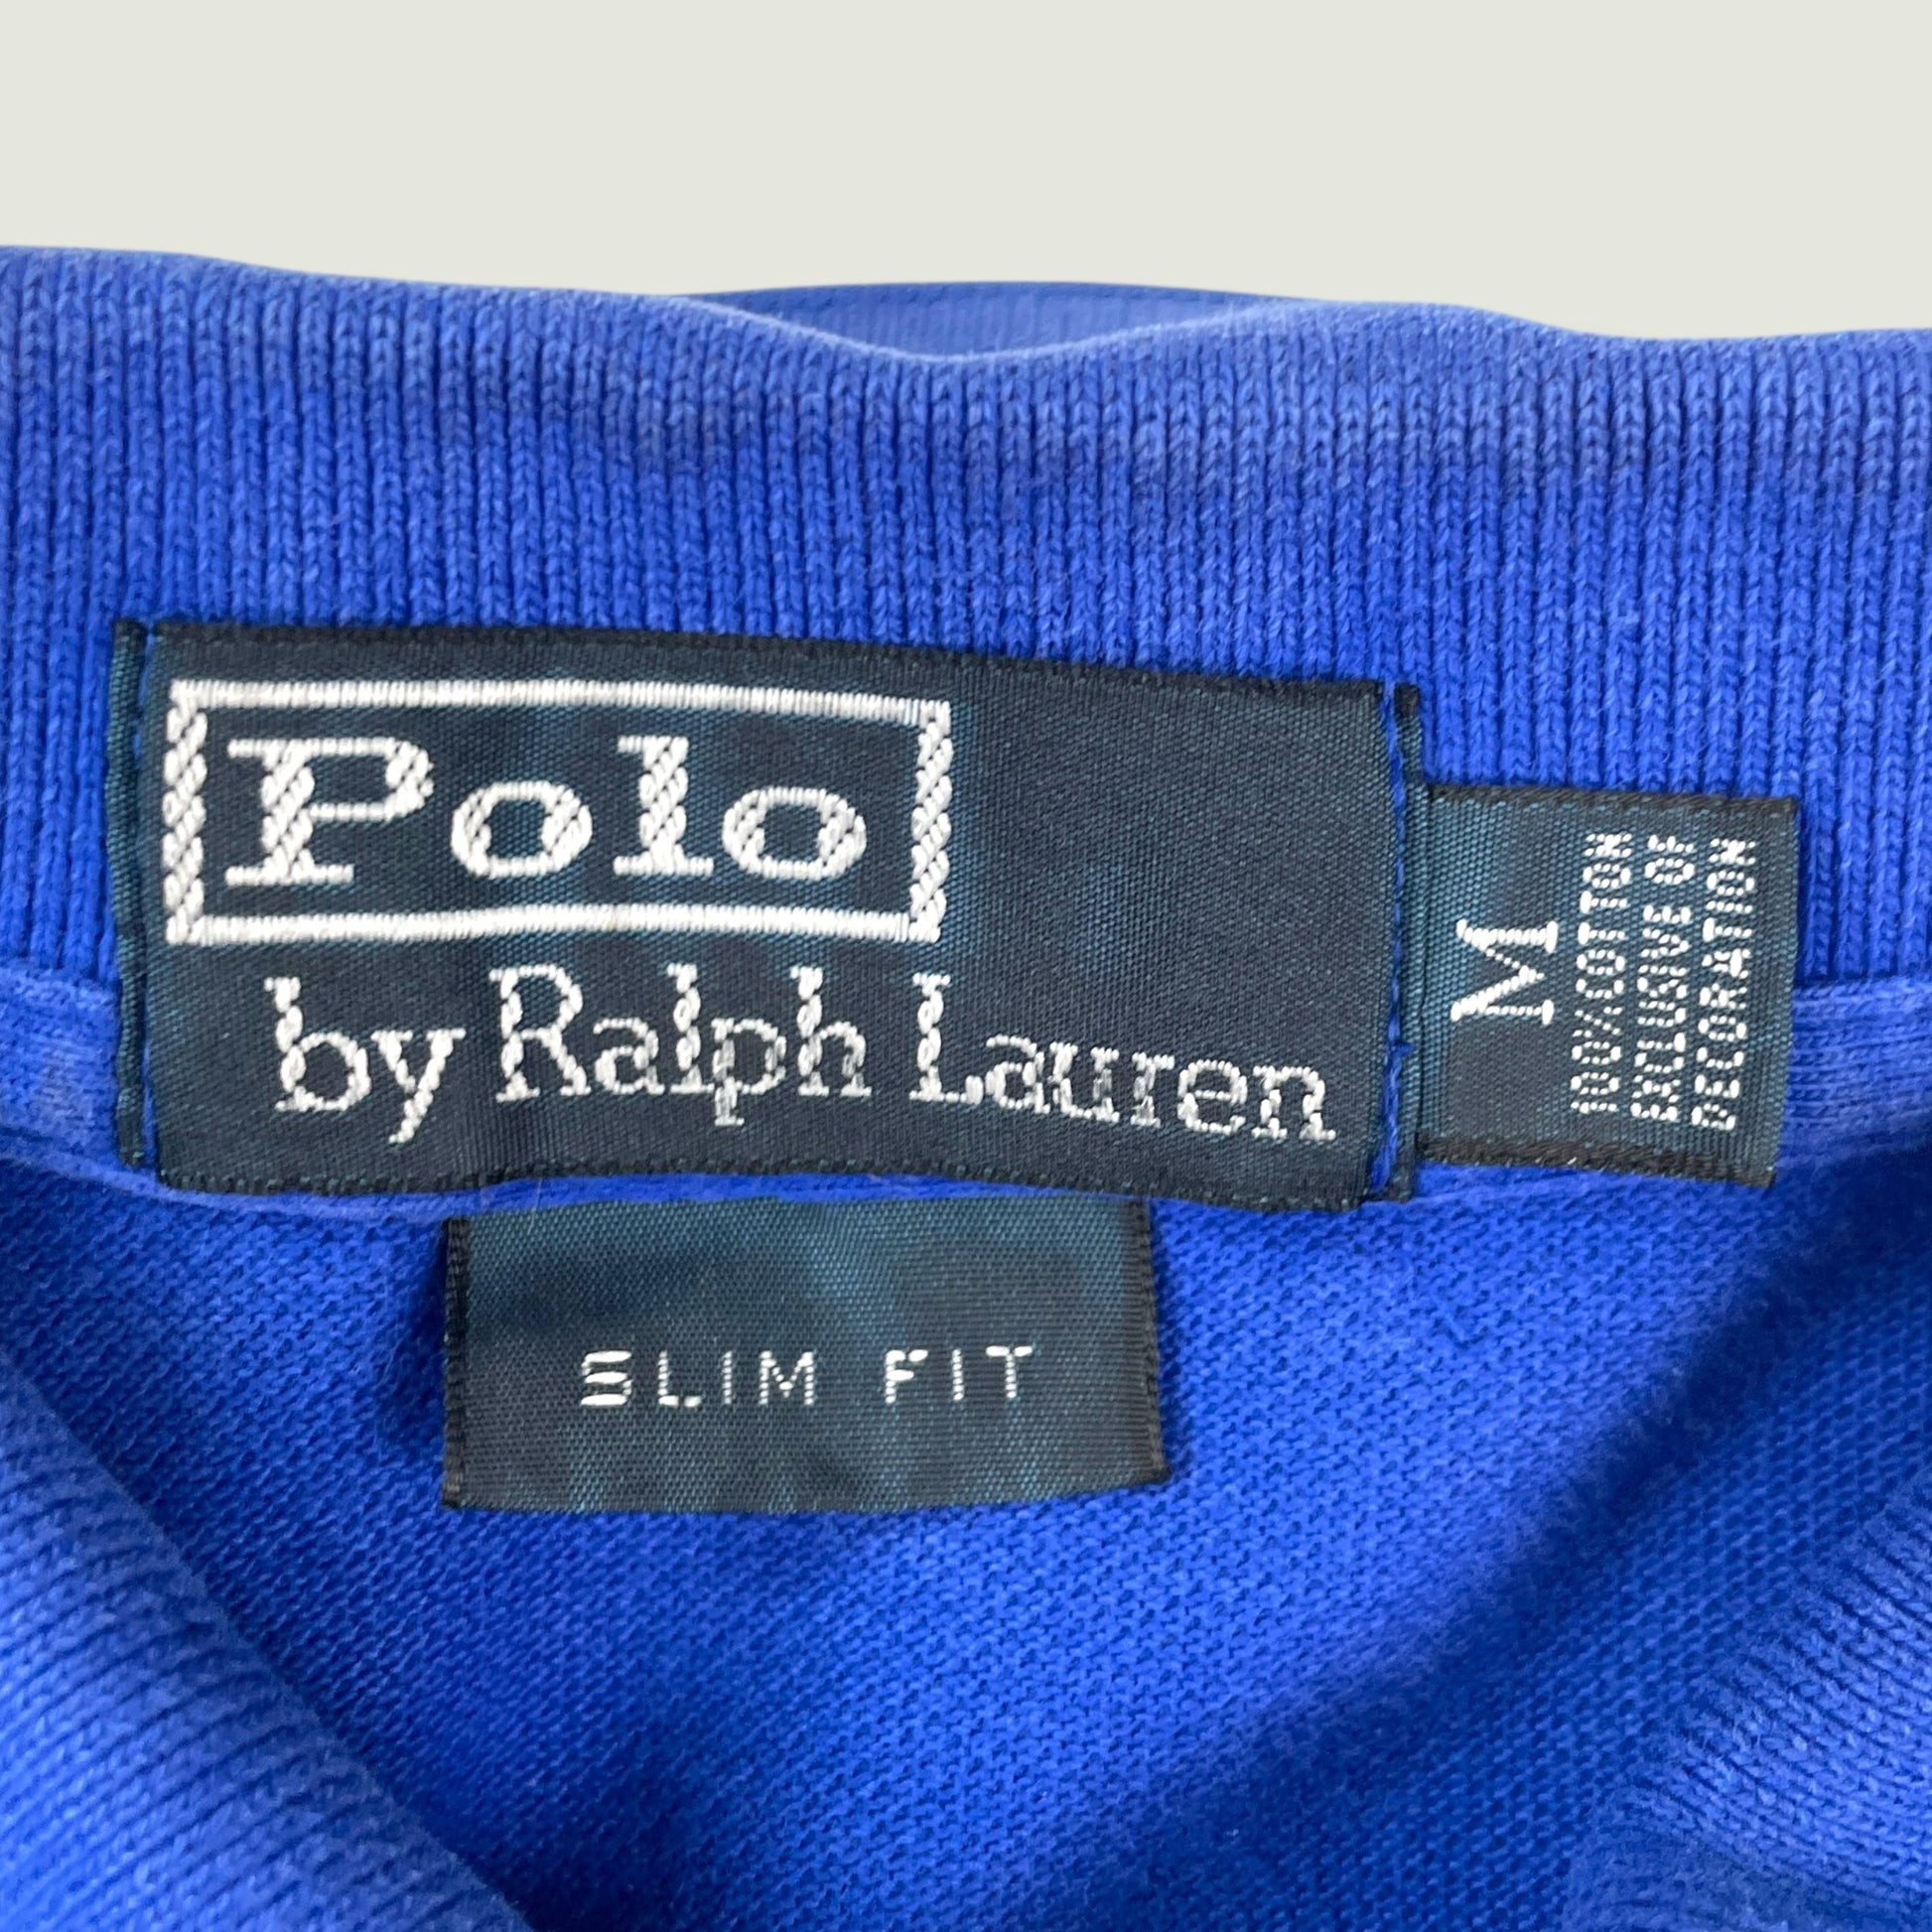 Polo
by Ralph Lauren
M
100% COTTON
EXCLUSIVE OF
DECORATION
SLIM FIT